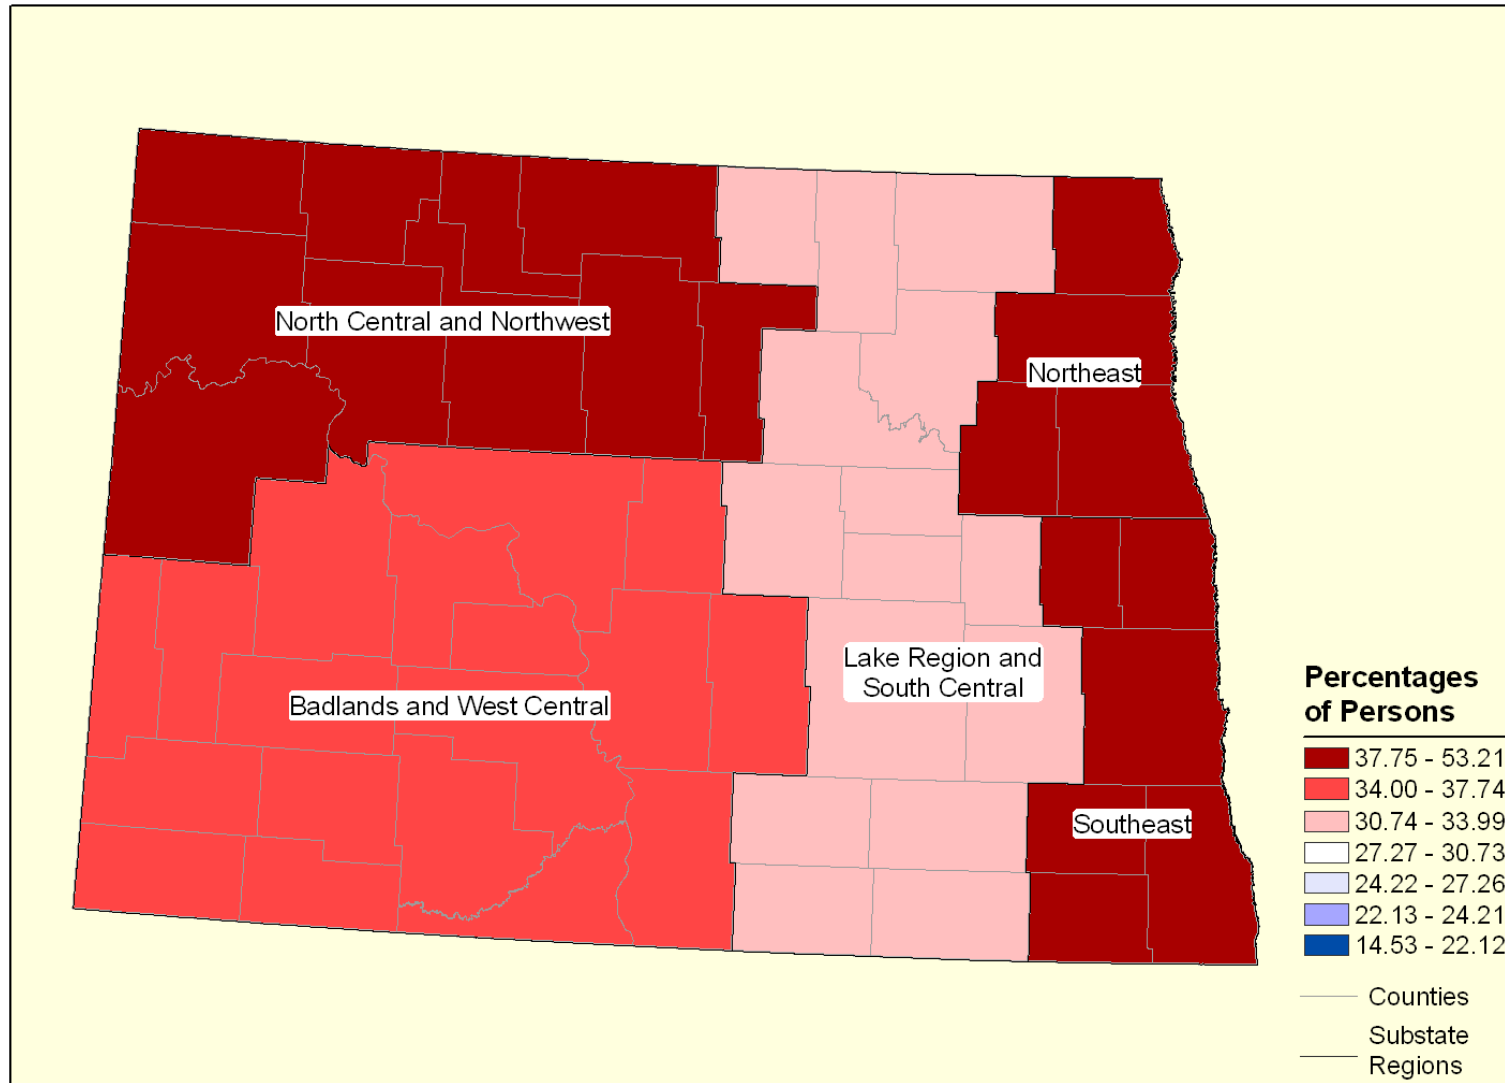 North Central and Northwest
Northeast
Lake Region and
South Central
Badlands and West Central
Southeast
Percentages
of Persons
37.75 - 53.21
34.00 - 37.74
30.74 - 33.99
27.27 - 30.73
24.22 - 27.26
22.13 - 24.21
14.53 - 22.12
Counties
Substate
Regions